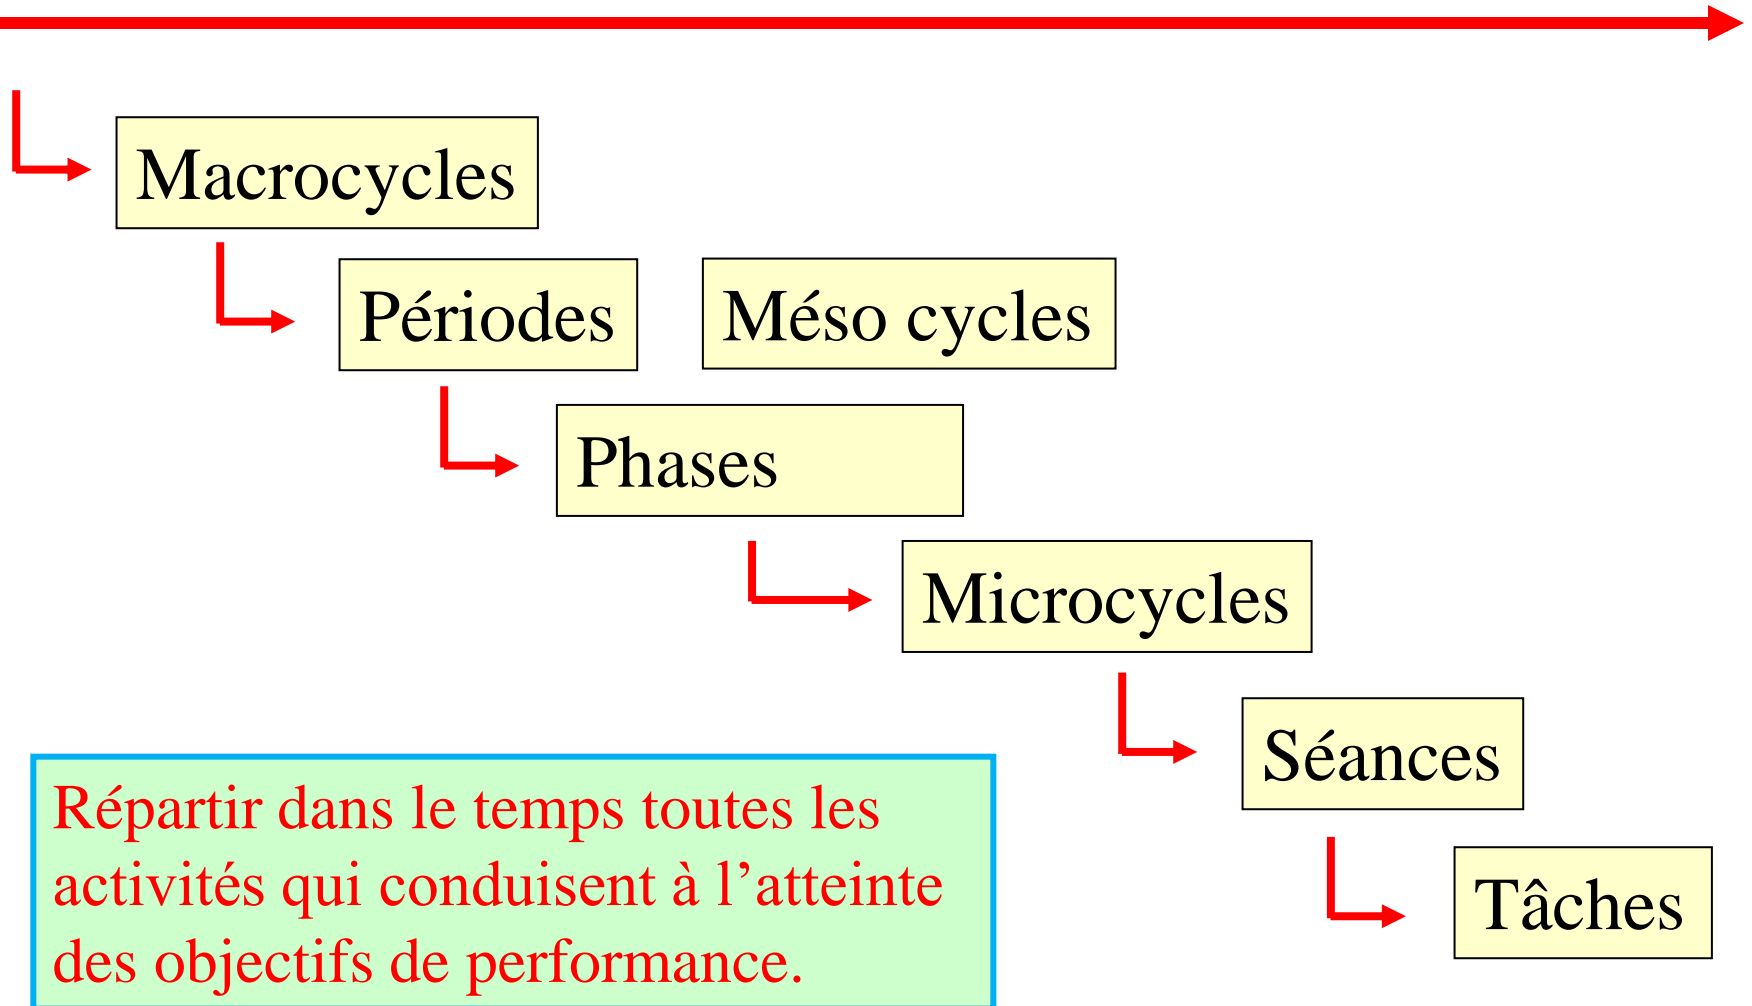 Macrocycles
Périodes
Méso cycles
Phases
Microcycles
Séances
Tâches
Répartir dans le temps toutes les
activités qui conduisent à l’atteinte
des objectifs de performance.